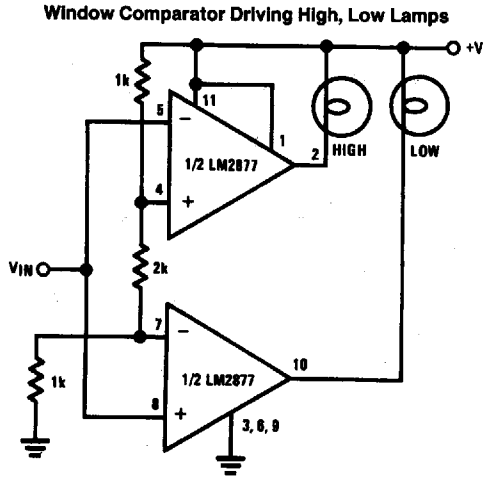 Window Comparator Driving High, Low Lamps
+V
1k
11
5
−
1
1/2 LM2877
2
HIGH
LOW
4
+
VIN
2k
7
−
10
1/2 LM2877
1k
8
+
3, 6, 9